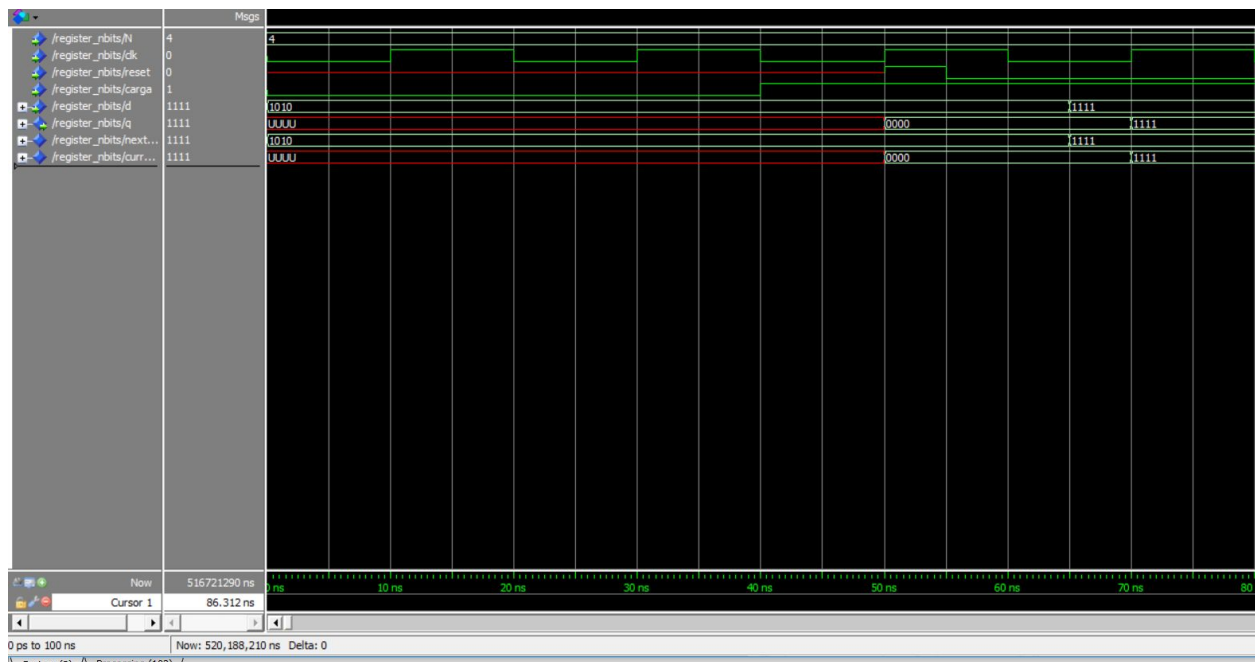 Msgs
/register_nbits/N 4 4
/register_nbits/clk 0
/register_nbits/reset 0
/register_nbits/carga 1
/register_nbits/d 1111 1010 1111
/register_nbits/q 1111 UUUU 0000 1111
/register_nbits/next... 1111 1010 1111
/register_nbits/curr... 1111 UUUU 0000 1111
Now 516721290 ns 0 ns 10 ns 20 ns 30 ns 40 ns 50 ns 60 ns 70 ns 80
Cursor 1 86.312 ns
0 ps to 100 ns Now: 520,188,210 ns Delta: 0